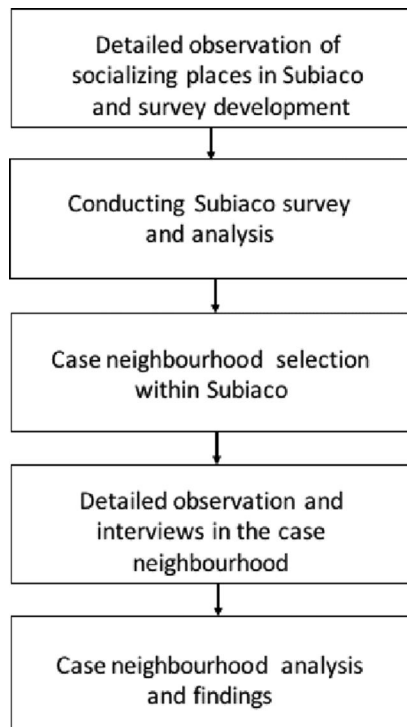 Detailed observation of
socializing places in Subiaco
and survey development
Conducting Subiaco survey
and analysis
Case neighbourhood selection
within Subiaco
Detailed observation and
interviews in the case
neighbourhood
Case neighbourhood analysis
and findings